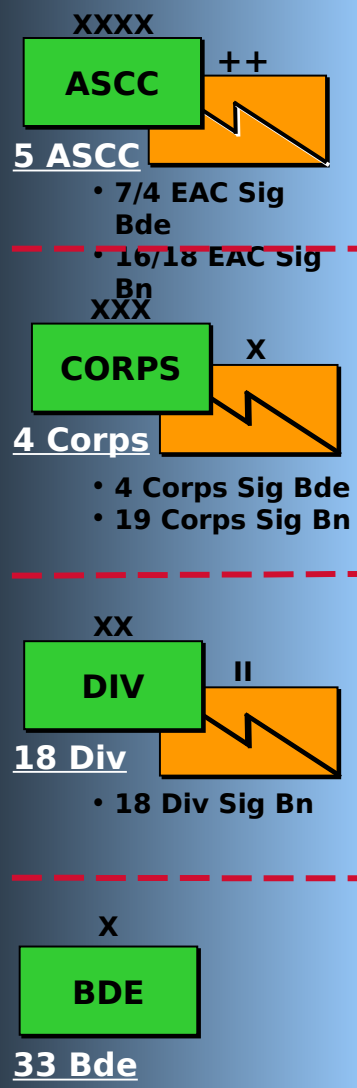 XXXX
++
ASCC
5 ASCC
• 7/4 EAC Sig
Bde
• 16/18 EAC Sig
Bn
XXX
X
CORPS
4 Corps
• 4 Corps Sig Bde
• 19 Corps Sig Bn
XX
II
DIV
18 Div
• 18 Div Sig Bn
X
BDE
33 Bde